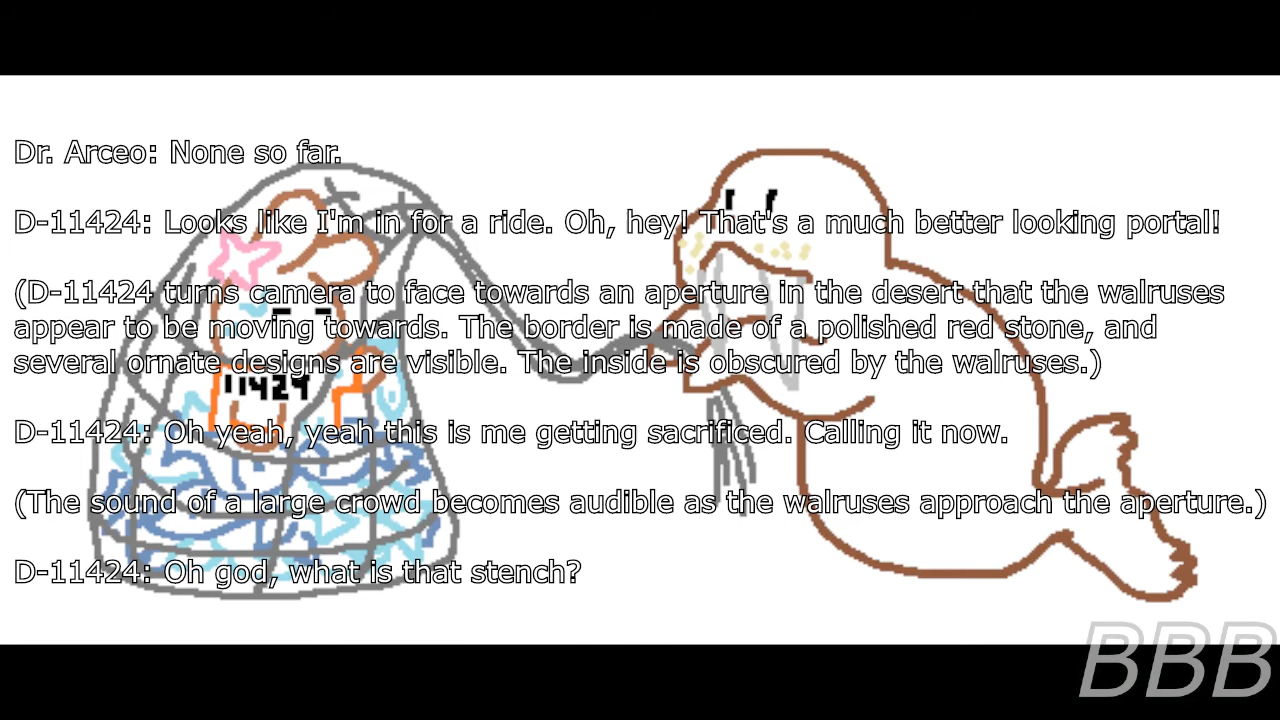 Dr. Arceo: None so far.
D-11424: Looks like I'm in for a ride. Oh, hey! That's a much better looking portal!
(D-11424 turns camera to face towards an aperture in the desert that the walruses
appear to be moving towards. The border is made of a polished red stone, and
several ornate designs are visible. The inside is obscured by the walruses.)
11424
D-11424: Oh yeah, yeah this is me getting sacrificed. Calling it now.
(The sound of a large crowd becomes audible as the walruses approach the aperture.)
D-11424: Oh god, what is that stench?
BBB